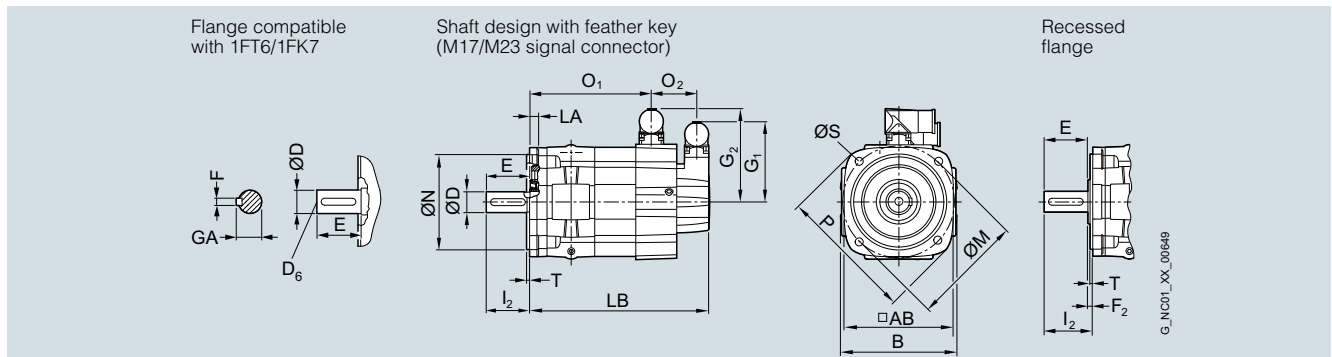 Flange compatible
with 1FT6/1FK7
Shaft design with feather key
(M17/M23 signal connector)
Recessed
flange
O₁
O₂
LA
G₂
G₁
E
ØN
ØD
T
I₂
LB
F
GA
ØD
E
D₆
ØS
P
ØM
□AB
B
E
T
F₂
I₂
G_NC01_XX_00649